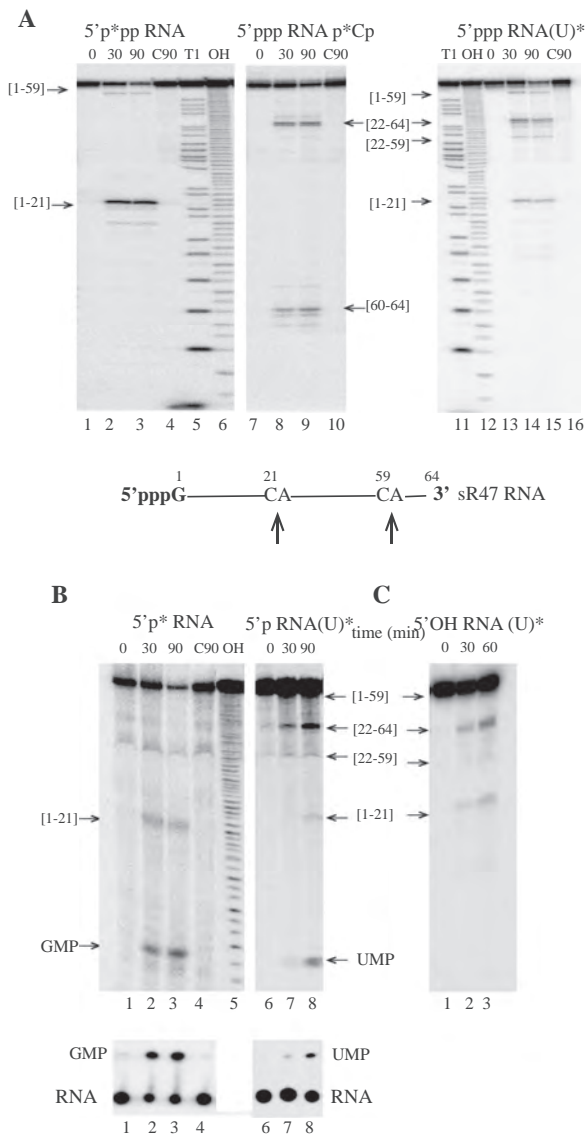 A
5'p*pp RNA
5'ppp RNA p*Cp
5'ppp RNA(U)*
0 30 90 C90 T1 OH
0 30 90 C90
T1 OH 0 30 90 C90
[1-59]
[1-59]
[22-64]
[22-59]
[1-21]
[1-21]
[60-64]
1 2 3 4 5 6
7 8 9 10
11 12 13 14 15 16
1 21 59 64
5'pppG CA CA 3' sR47 RNA
B
C
5'p* RNA
5'p RNA(U)*
time (min)
5'OH RNA (U)*
0 30 90 C90 OH
0 30 90
0 30 60
[1-59]
[22-64]
[22-59]
[1-21]
[1-21]
GMP
UMP
1 2 3 4 5
6 7 8
1 2 3
GMP
UMP
RNA
RNA
1 2 3 4
6 7 8